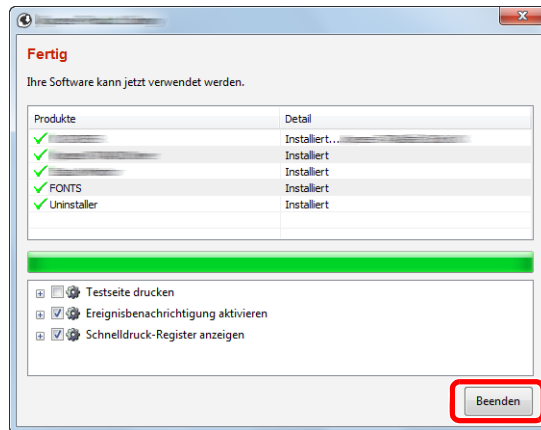 Fertig
Ihre Software kann jetzt verwendet werden.
Produkte Detail
Installiert...
Installiert
Installiert
FONTS Installiert
Uninstaller Installiert
Testseite drucken
Ereignisbenachrichtigung aktivieren
Schnelldruck-Register anzeigen
Beenden